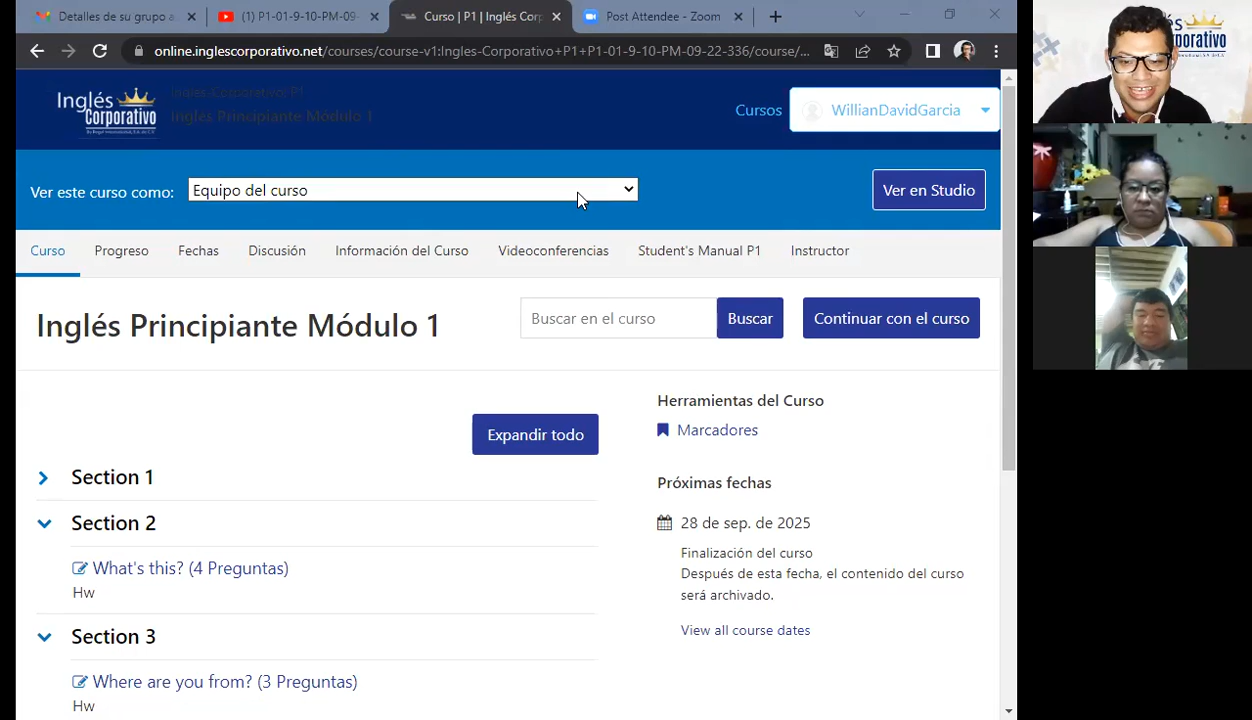 Detalles de su grupo a
(1) P1-01-9-10-PM-09-
Curso | P1 | Inglés Corp
Post Attendee - Zoom
online.inglescorporativo.net/courses/course-v1:Ingles-Corporativo+P1+P1-01-9-10-PM-09-22-336/course/...
Inglés
Corporativo
Inglés Corporativo: P1
Inglés Principiante Módulo 1
Cursos
WillianDavidGarcia
Ver este curso como:
Equipo del curso
Ver en Studio
Curso
Progreso
Fechas
Discusión
Información del Curso
Videoconferencias
Student's Manual P1
Instructor
Inglés Principiante Módulo 1
Buscar en el curso
Buscar
Continuar con el curso
Expandir todo
Section 1
Section 2
What's this? (4 Preguntas)
Hw
Section 3
Where are you from? (3 Preguntas)
Hw
Herramientas del Curso
Marcadores
Próximas fechas
28 de sep. de 2025
Finalización del curso
Después de esta fecha, el contenido del curso
será archivado.
View all course dates